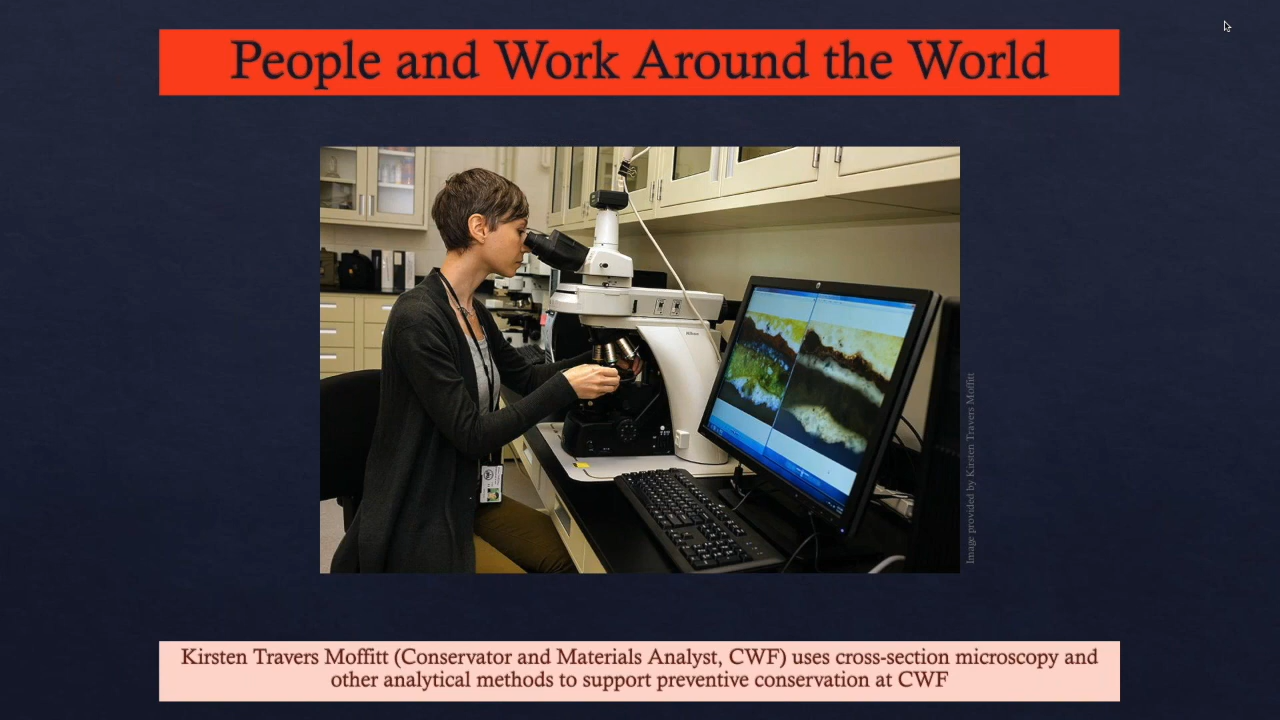 People and Work Around the World
Image provided by Kirsten Travers Moffitt
Kirsten Travers Moffitt (Conservator and Materials Analyst, CWF) uses cross-section microscopy and
other analytical methods to support preventive conservation at CWF